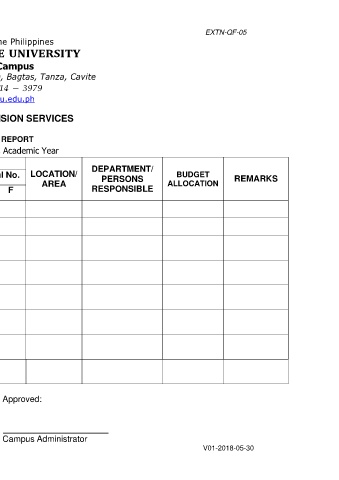 EXTN-QF-05
ne Philippines
E UNIVERSITY
Campus
, Bagtas, Tanza, Cavite
14 – 3979
u.edu.ph
SION SERVICES
REPORT
Academic Year
l No.
F
LOCATION/
AREA
DEPARTMENT/
PERSONS
RESPONSIBLE
BUDGET
ALLOCATION
REMARKS
Approved:
Campus Administrator
V01-2018-05-30